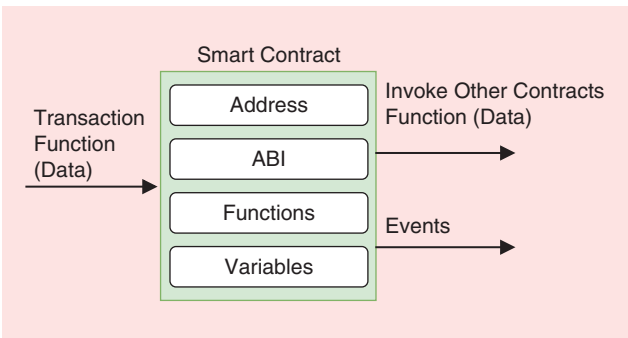 Smart Contract
Transaction
Function
(Data)
Address
ABI
Functions
Variables
Invoke Other Contracts
Function (Data)
Events